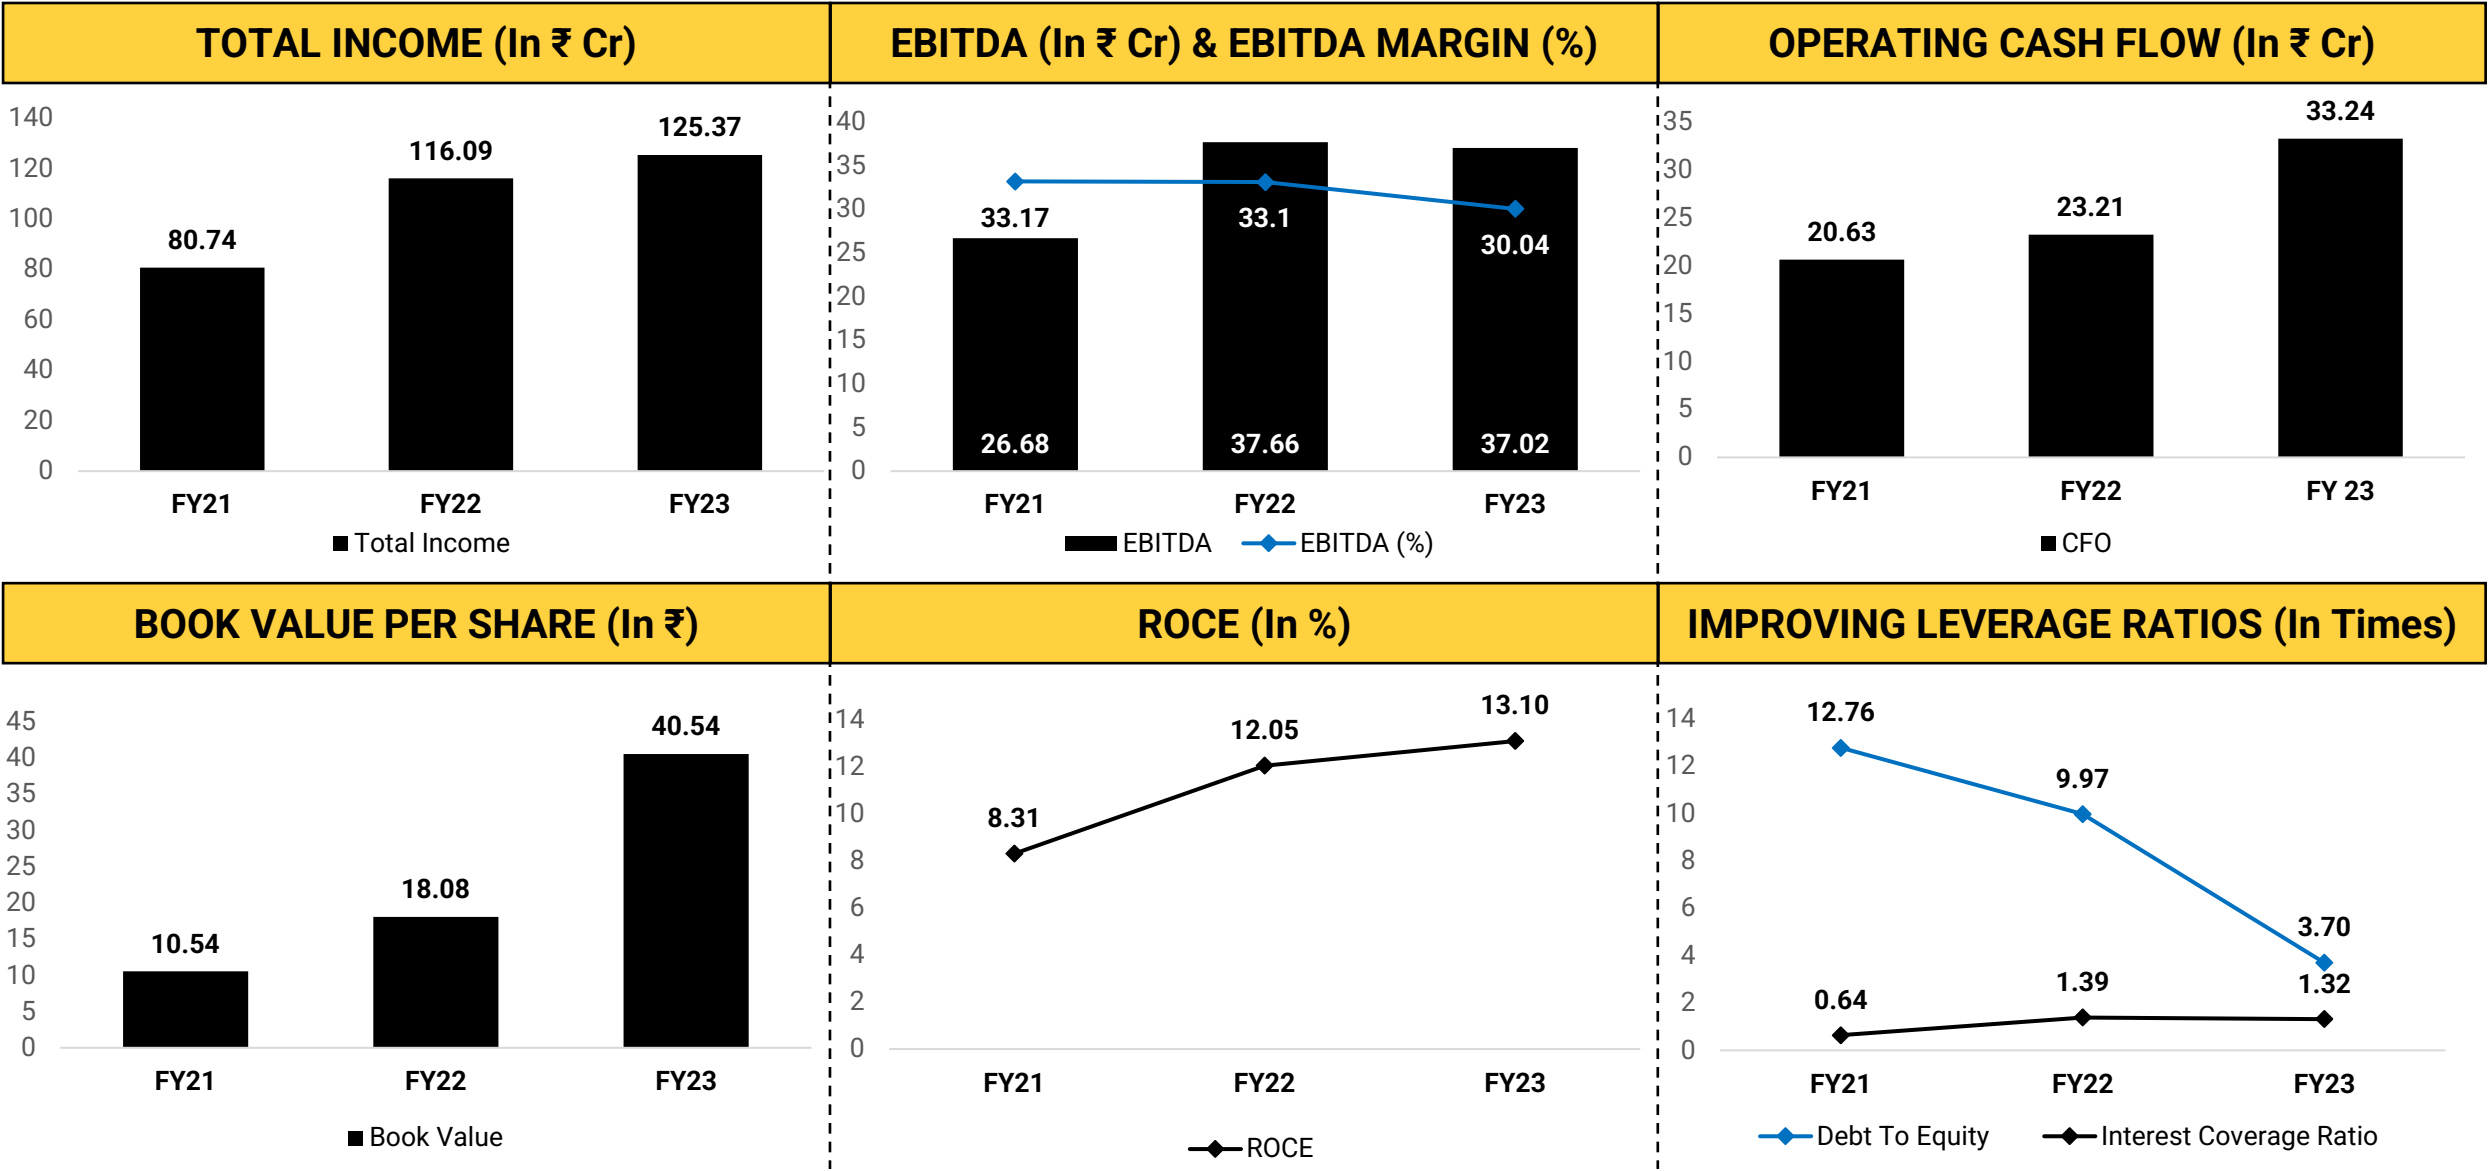 TOTAL INCOME (In ₹ Cr)
140
120
100
80
60
40
20
0
80.74
116.09
125.37
FY21
FY22
FY23
Total Income
EBITDA (In ₹ Cr) & EBITDA MARGIN (%)
40
35
30
25
20
15
10
5
0
33.17
33.1
30.04
26.68
37.66
37.02
FY21
FY22
FY23
EBITDA
EBITDA (%)
OPERATING CASH FLOW (In ₹ Cr)
35
30
25
20
15
10
5
0
20.63
23.21
33.24
FY21
FY22
FY 23
CFO
BOOK VALUE PER SHARE (In ₹)
45
40
35
30
25
20
15
10
5
0
10.54
18.08
40.54
FY21
FY22
FY23
Book Value
ROCE (In %)
14
12
10
8
6
4
2
0
8.31
12.05
13.10
FY21
FY22
FY23
ROCE
IMPROVING LEVERAGE RATIOS (In Times)
14
12
10
8
6
4
2
0
12.76
9.97
3.70
0.64
1.39
1.32
FY21
FY22
FY23
Debt To Equity
Interest Coverage Ratio